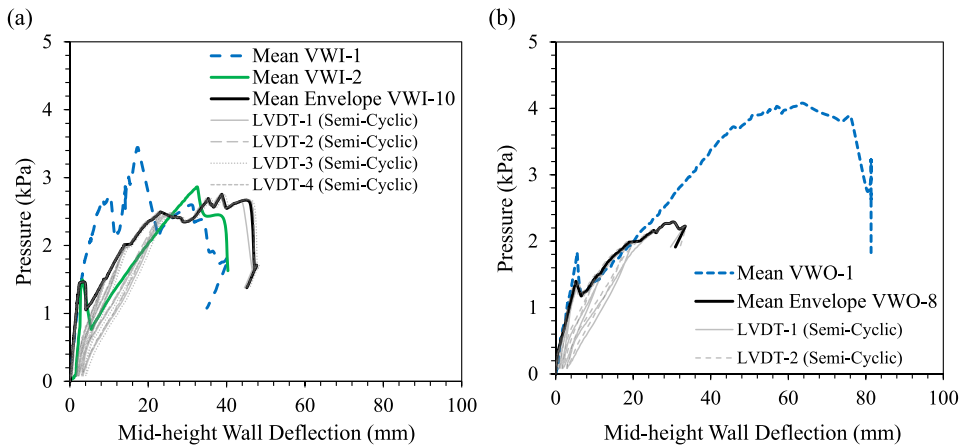 (a)
Pressure (kPa)
5
4
3
2
1
0
0
20
40
60
80
100
Mid-height Wall Deflection (mm)
Mean VWI-1
Mean VWI-2
Mean Envelope VWI-10
LVDT-1 (Semi-Cyclic)
LVDT-2 (Semi-Cyclic)
LVDT-3 (Semi-Cyclic)
LVDT-4 (Semi-Cyclic)
(b)
Pressure (kPa)
5
4
3
2
1
0
0
20
40
60
80
100
Mid-height Wall Deflection (mm)
Mean VWO-1
Mean Envelope VWO-8
LVDT-1 (Semi-Cyclic)
LVDT-2 (Semi-Cyclic)